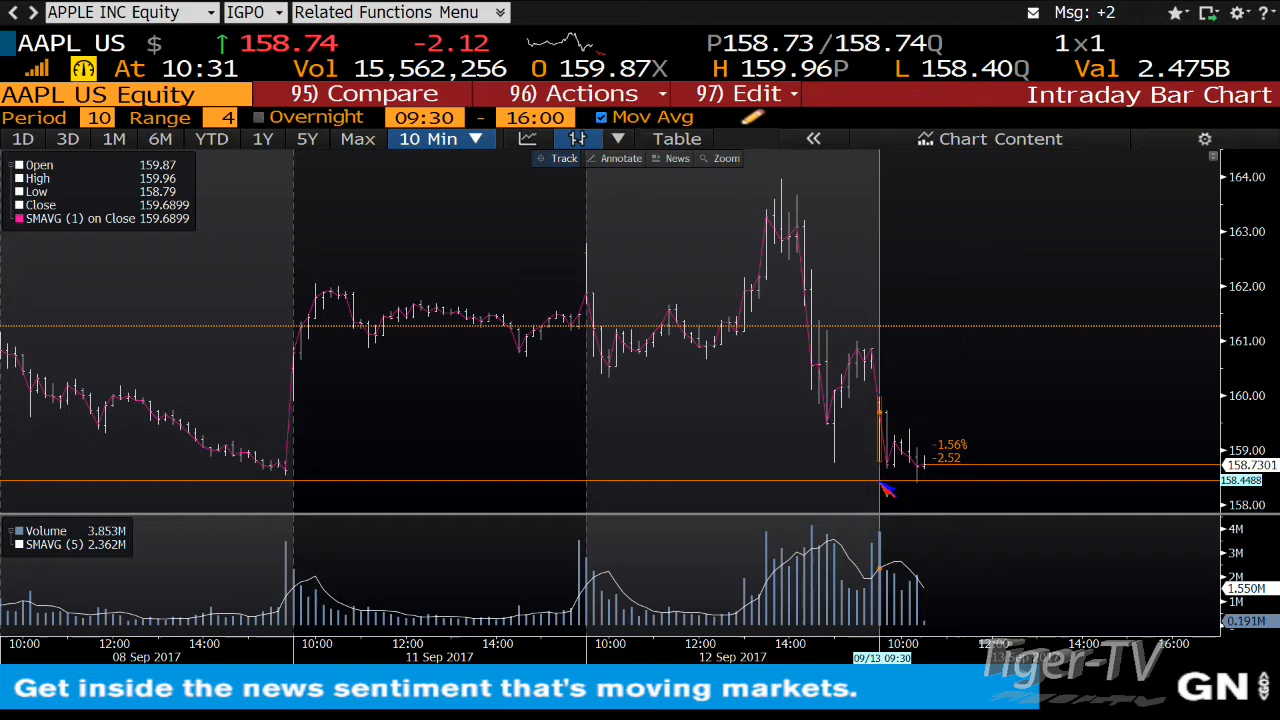 APPLE INC Equity IGPO Related Functions Menu Msg: +2
AAPL US $ ↑ 158.74 -2.12 P158.73 /158.74Q 1×1
At 10:31 Vol 15,562,256 O 159.87X H 159.96P L 158.40Q Val 2.475B
AAPL US Equity 95) Compare 96) Actions 97) Edit Intraday Bar Chart
Period 10 Range 4 Overnight 09:30 - 16:00 Mov Avg
1D 3D 1M 6M YTD 1Y 5Y Max 10 Min ▼ Table « Chart Content
Track Annotate News Zoom
Open 159.87
High 159.96
Low 158.79
Close 159.6899
SMAVG (1) on Close 159.6899
164.00
163.00
162.00
161.00
160.00
159.00
-1.56%
-2.52
158.7301
158.4488
158.00
Volume 3.853M
SMAVG (5) 2.362M
4M
3M
2M
1.550M
1M
0.191M
10:00 12:00 14:00 10:00 12:00 14:00 10:00 12:00 14:00 10:00 12:00 14:00 16:00
08 Sep 2017 11 Sep 2017 12 Sep 2017 09/13 09:30 13 Sep 2017
Tiger-TV
Get inside the news sentiment that's moving markets.
GN